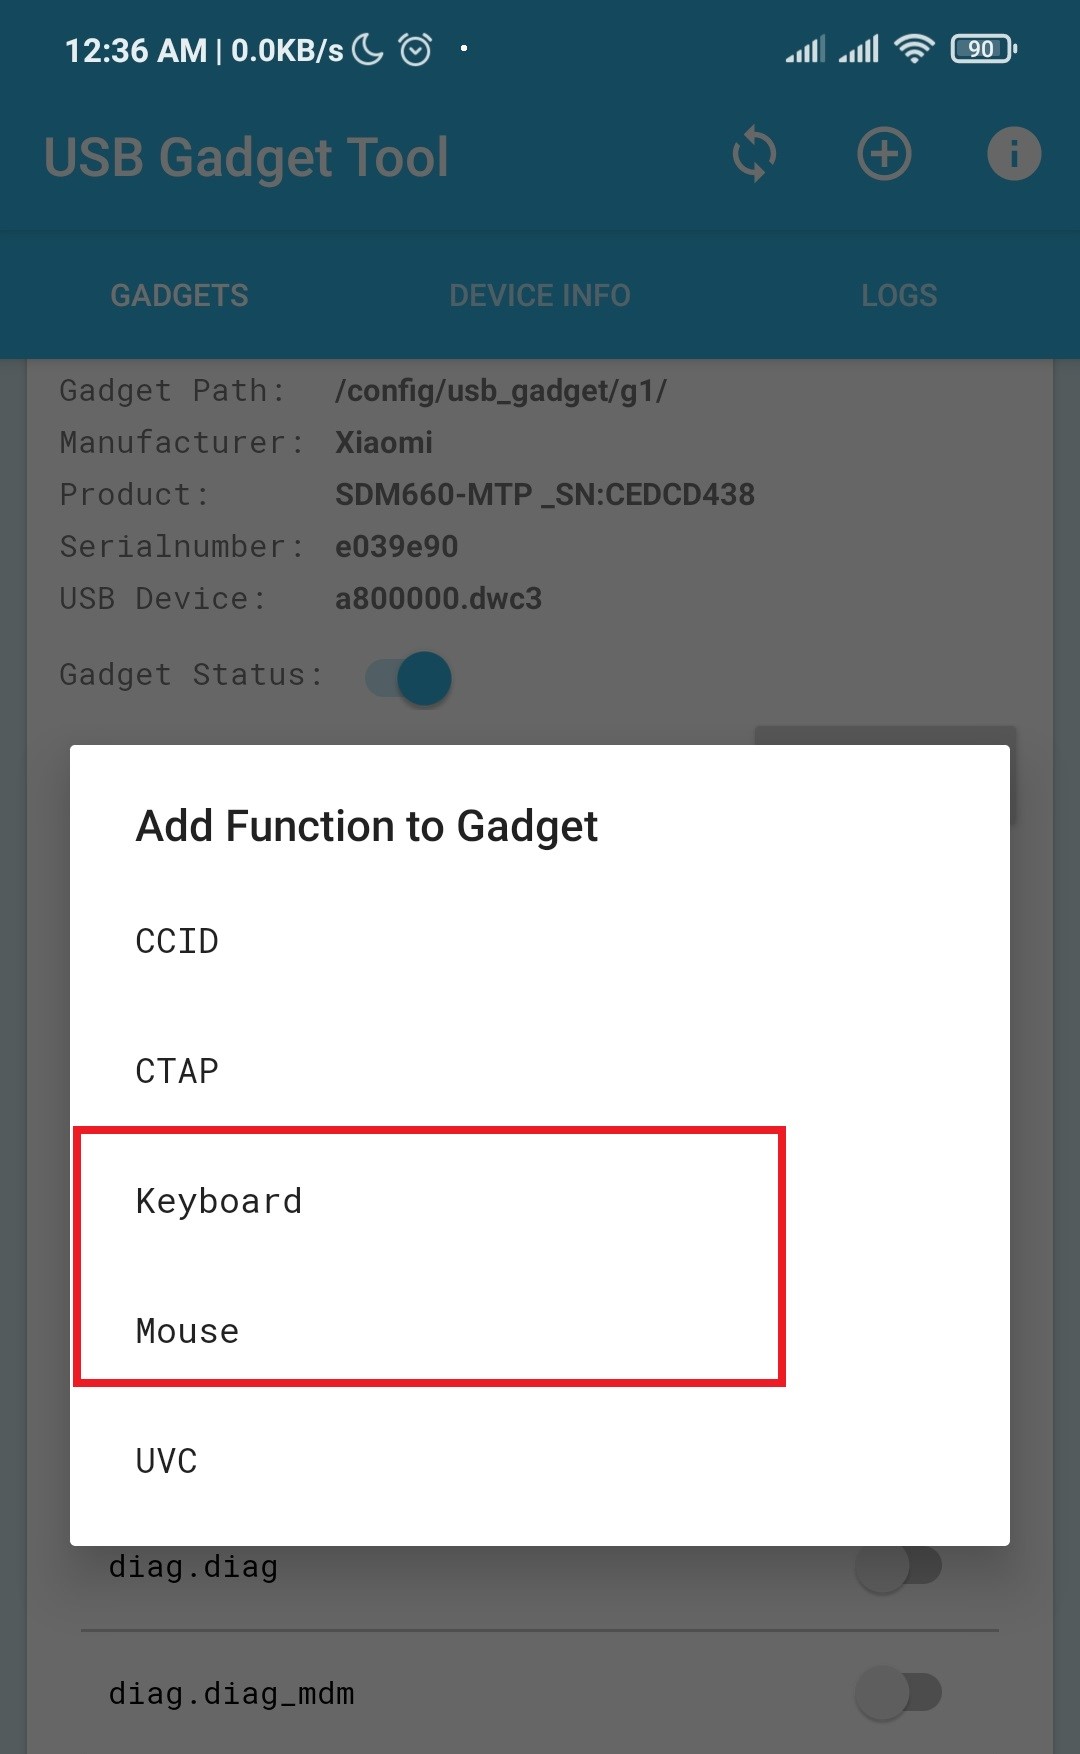 12:36 AM | 0.0KB/s
90
USB Gadget Tool
GADGETS DEVICE INFO LOGS
Gadget Path: /config/usb_gadget/g1/
Manufacturer: Xiaomi
Product: SDM660-MTP _SN:CEDCD438
Serialnumber: e039e90
USB Device: a800000.dwc3
Gadget Status:
Add Function to Gadget
CCID
CTAP
Keyboard
Mouse
UVC
diag.diag
diag.diag_mdm